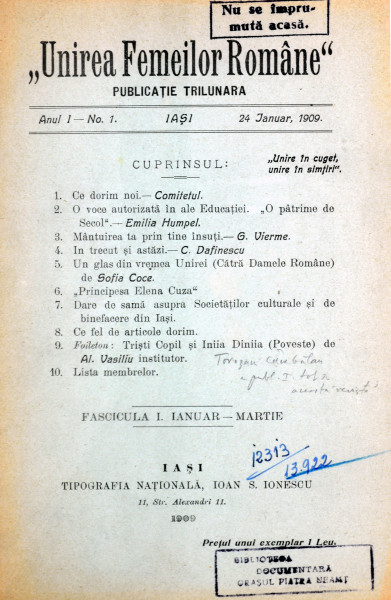 Nu se împru-
mută acasă.
„Unirea Femeilor Române“
PUBLICAȚIE TRILUNARA
Anul I — No. 1. IAȘI 24 Januar, 1909.
CUPRINSUL:
„Unire în cuget,
unire în simțiri“.
1. Ce dorim noi.— Comitetul.
2. O voce autorizată în ale Educației. „O pătrime de
Secol“.— Emilia Humpel.
3. Mântuirea ta prin tine însuți.— G. Vierme.
4. In trecut și astăzi.— C. Dafinescu
5. Un glas din vremea Unirei (Cătră Damele Române)
de Sofia Coce.
6. „Principesa Elena Cuza“
7. Dare de samă asupra Societăților culturale și de
binefacere din Iași.
8. Ce fel de articole dorim.
9. Foileton: Triști Copil și Iniia Diniia (Poveste) de
Al. Vasiliu institutor.
10. Lista membrelor.
FASCICULA I. IANUAR — MARTIE
12313
13.922
IAȘI
TIPOGRAFIA NAȚIONALĂ, IOAN S. IONESCU
11, Str. Alexandri 11.
1909
Prețul unui exemplar 1 Leu.
BIBLIOTECA
DOCUMENTARĂ
ORAȘUL PIATRA NEAMȚ